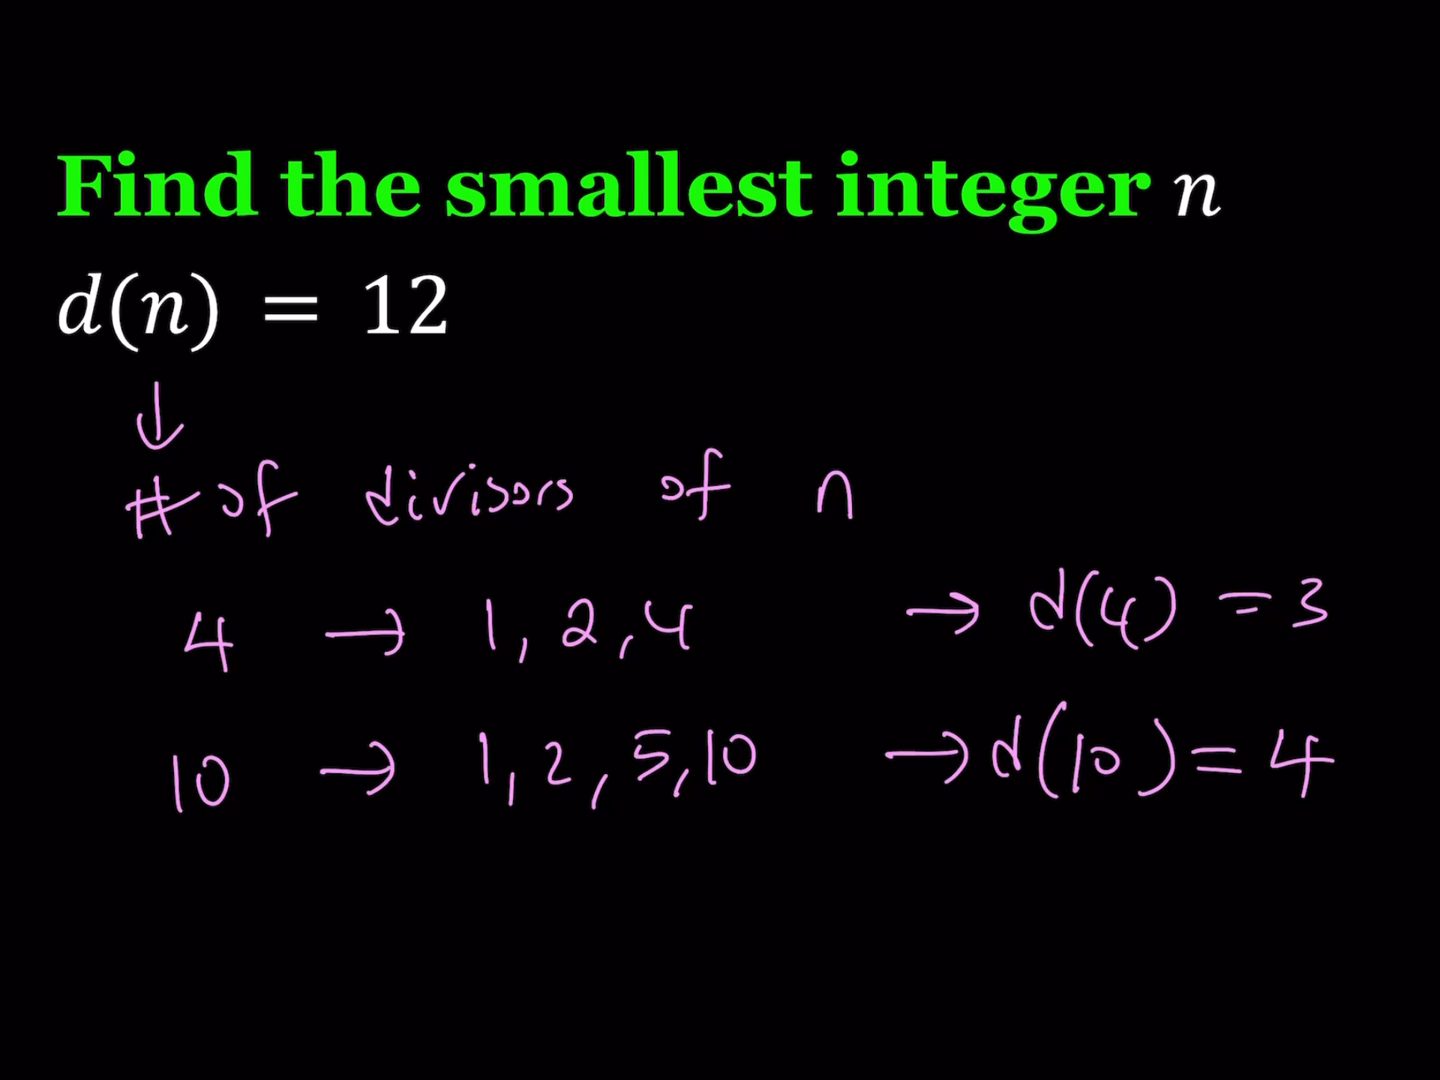 Find the smallest integer n
d(n) = 12
↓
# of divisors of n
4 → 1, 2, 4 → d(4) = 3
10 → 1, 2, 5, 10 → d(10) = 4